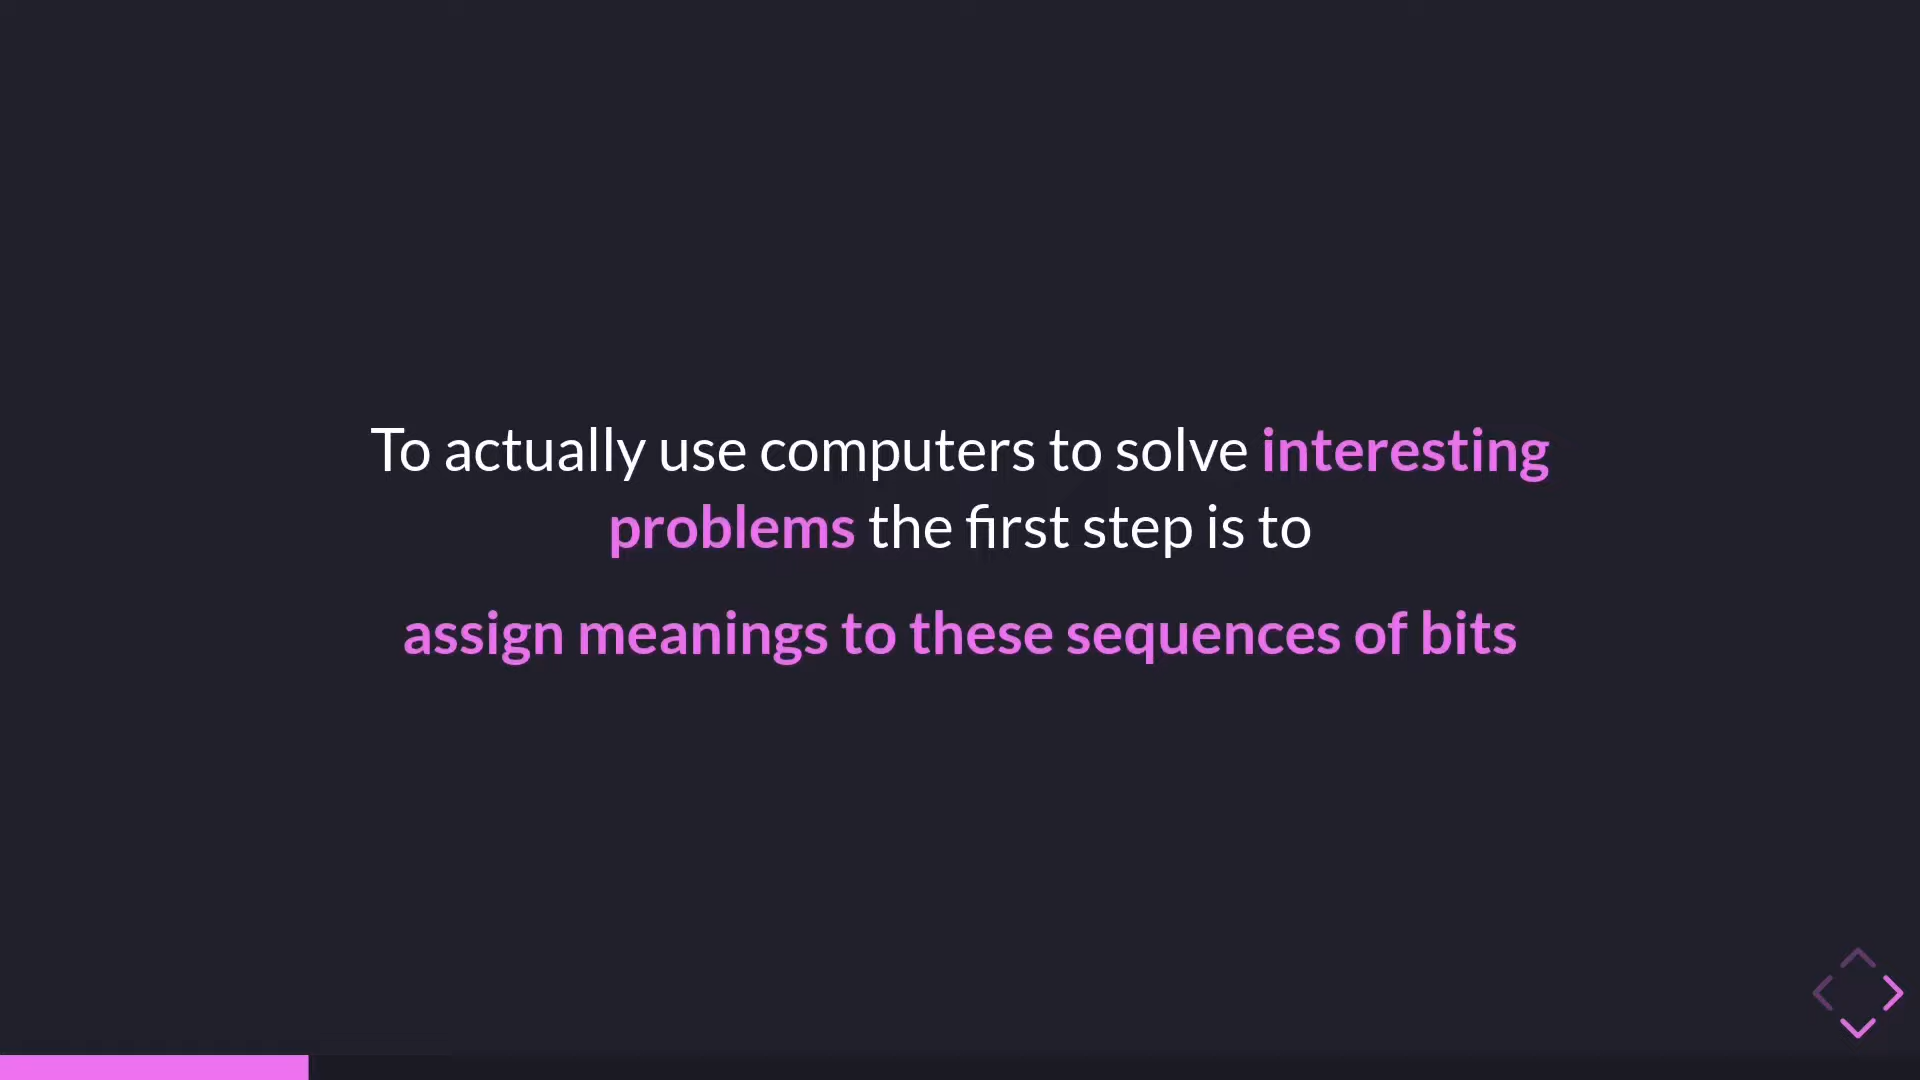 To actually use computers to solve interesting
problems the first step is to
assign meanings to these sequences of bits